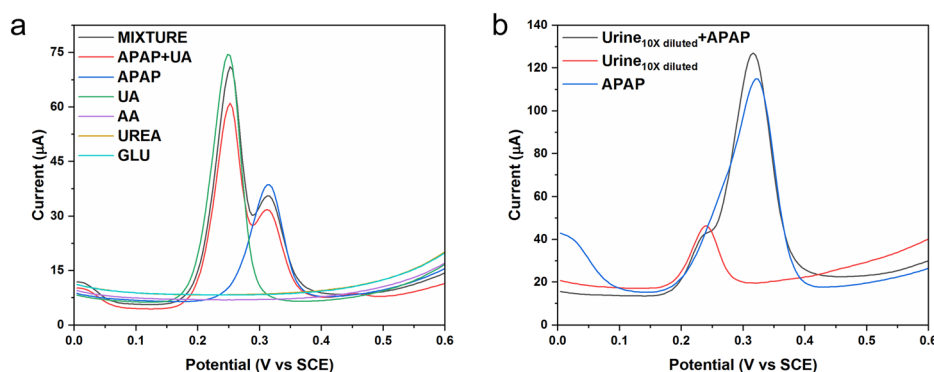 a
MIXTURE
APAP+UA
APAP
UA
AA
UREA
GLU
75
60
45
30
15
0
Current (µA)
0.0 0.1 0.2 0.3 0.4 0.5 0.6
Potential (V vs SCE)
b
Urine10X diluted+APAP
Urine10X diluted
APAP
140
120
100
80
60
40
20
0
Current (µA)
0.0 0.1 0.2 0.3 0.4 0.5 0.6
Potential (V vs SCE)